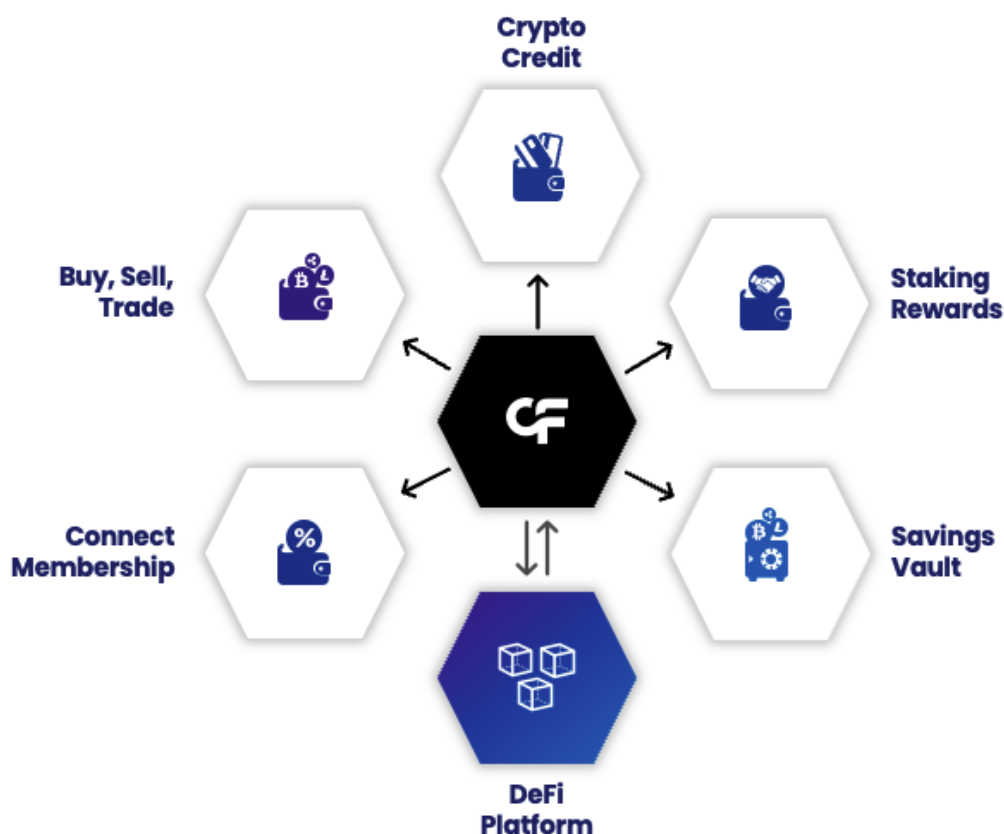 Crypto
Credit
Buy, Sell,
Trade
Staking
Rewards
CF
Connect
Membership
%
Savings
Vault
DeFi
Platform